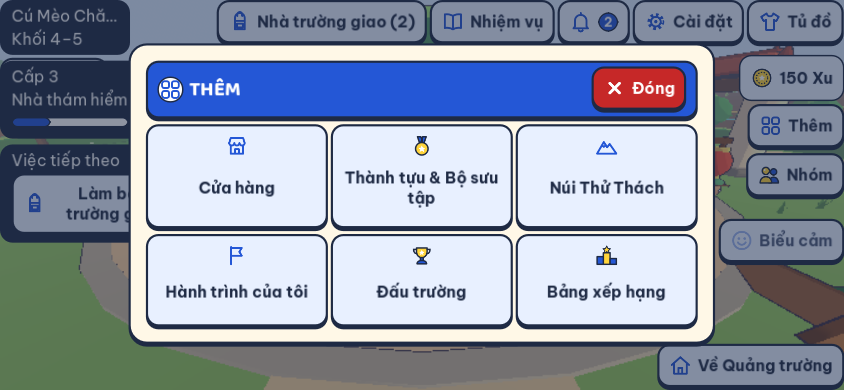 Cú Mèo Chă...
Khối 4-5
Nhà trường giao (2)
Nhiệm vụ
2
Cài đặt
Tủ đồ
Cấp 3
Nhà thám hiểm
150 Xu
THÊM
Đóng
Thêm
Việc tiếp theo
Cửa hàng
Thành tựu & Bộ sưu
tập
Núi Thử Thách
Nhóm
Làm
trường
Biểu cảm
Hành trình của tôi
Đấu trường
Bảng xếp hạng
Về Quảng trường